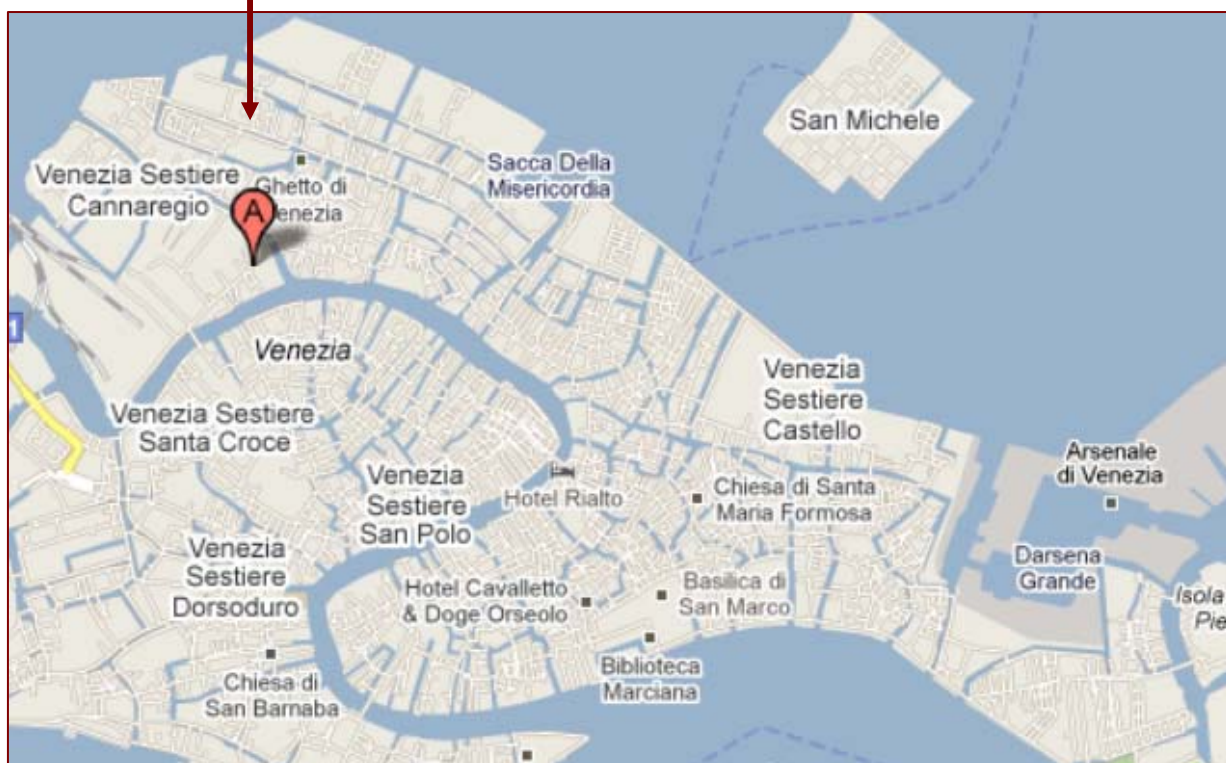 San Michele
Sacca Della
Misericordia
Venezia Sestiere
Cannaregio
Ghetto di
Venezia
A
1
Venezia
Venezia Sestiere
Santa Croce
Venezia
Sestiere
Castello
Arsenale
di Venezia
Venezia
Sestiere
San Polo
Hotel Rialto
Chiesa di Santa
Maria Formosa
Venezia
Sestiere
Dorsoduro
Darsena
Grande
Hotel Cavalletto
& Doge Orseolo
Basilica di
San Marco
Isola
Pie
Chiesa di
San Barnaba
Biblioteca
Marciana